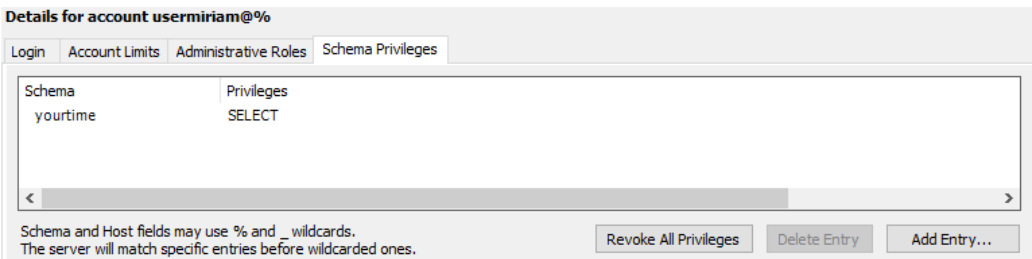 Details for account usermiriam@%
Login Account Limits Administrative Roles Schema Privileges
Schema Privileges
yourtime SELECT
Schema and Host fields may use % and _ wildcards.
The server will match specific entries before wildcarded ones.
Revoke All Privileges Delete Entry Add Entry...